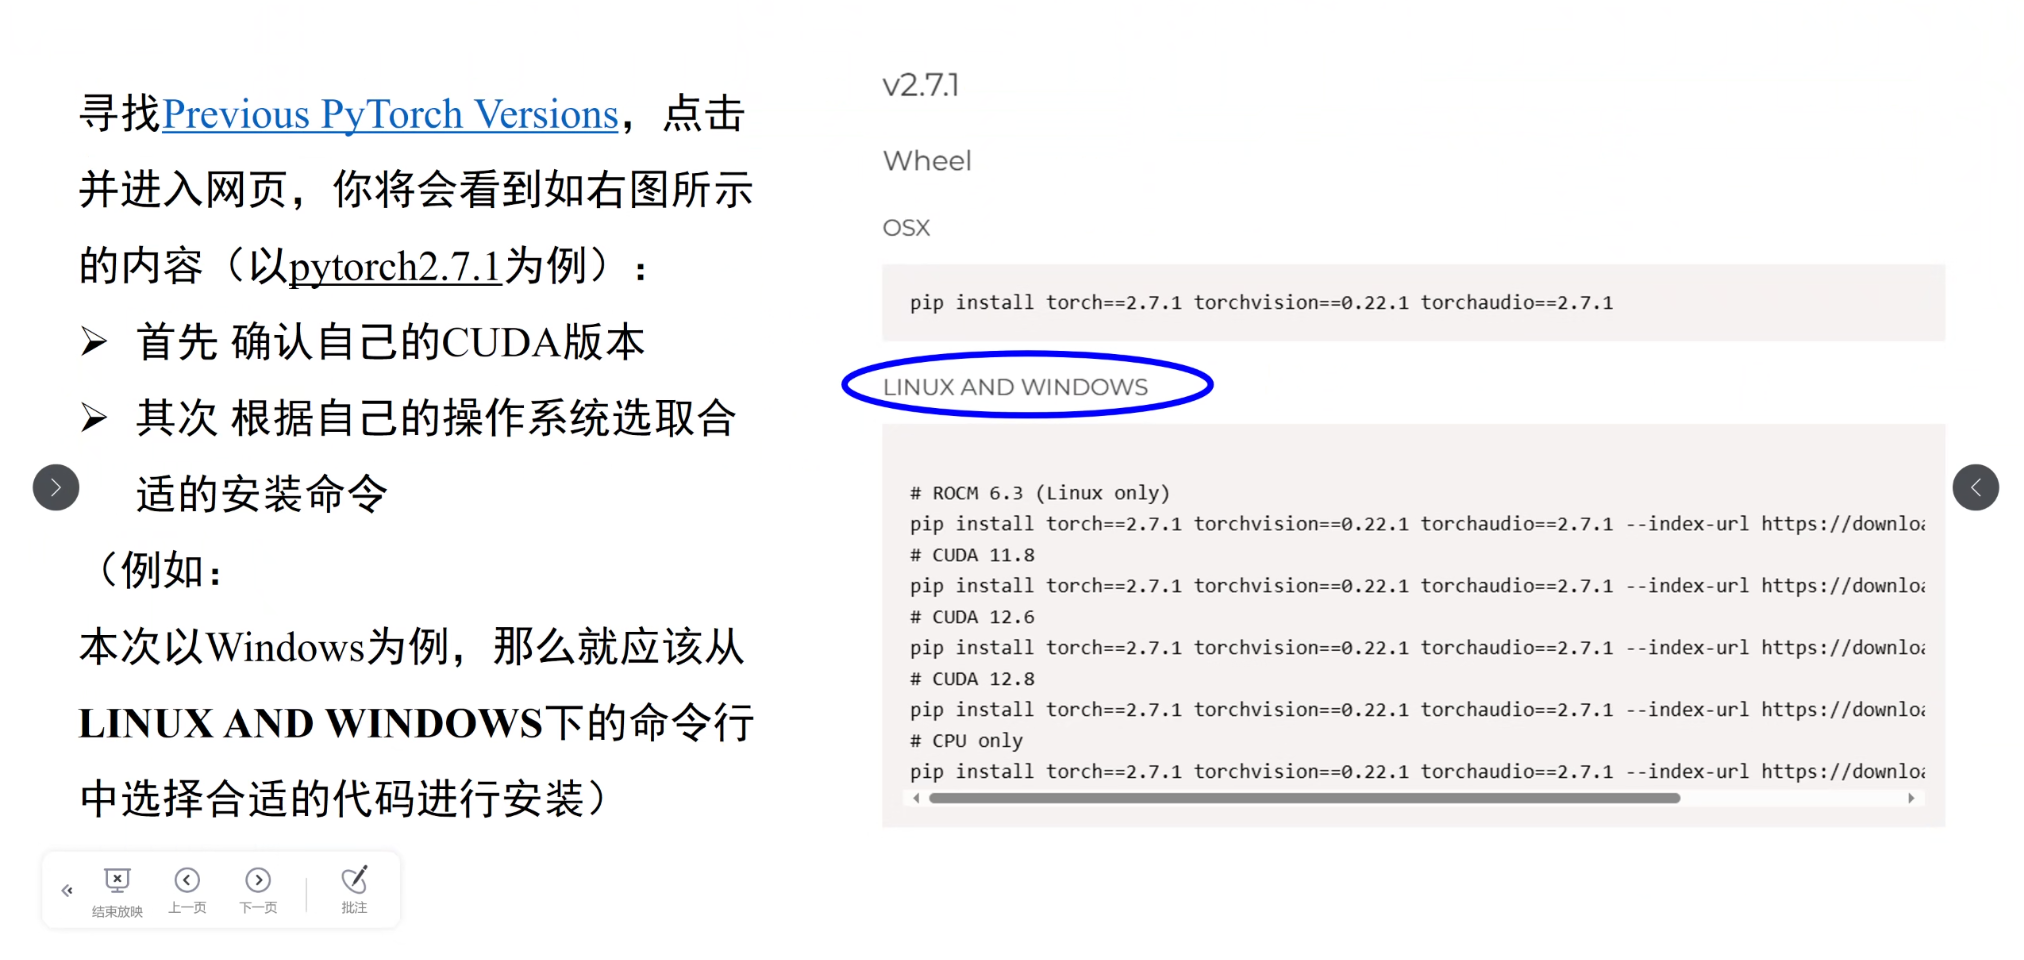 寻找Previous PyTorch Versions，点击
并进入网页，你将会看到如右图所示
的内容（以pytorch2.7.1为例）：
➢ 首先 确认自己的CUDA版本
➢ 其次 根据自己的操作系统选取合
适的安装命令
（例如：
本次以Windows为例，那么就应该从
LINUX AND WINDOWS下的命令行
中选择合适的代码进行安装）
v2.7.1
Wheel
OSX
pip install torch==2.7.1 torchvision==0.22.1 torchaudio==2.7.1
LINUX AND WINDOWS
# ROCM 6.3 (Linux only)
pip install torch==2.7.1 torchvision==0.22.1 torchaudio==2.7.1 --index-url https://downloa
# CUDA 11.8
pip install torch==2.7.1 torchvision==0.22.1 torchaudio==2.7.1 --index-url https://downloa
# CUDA 12.6
pip install torch==2.7.1 torchvision==0.22.1 torchaudio==2.7.1 --index-url https://downloa
# CUDA 12.8
pip install torch==2.7.1 torchvision==0.22.1 torchaudio==2.7.1 --index-url https://downloa
# CPU only
pip install torch==2.7.1 torchvision==0.22.1 torchaudio==2.7.1 --index-url https://downloa
结束放映 上一页 下一页 批注